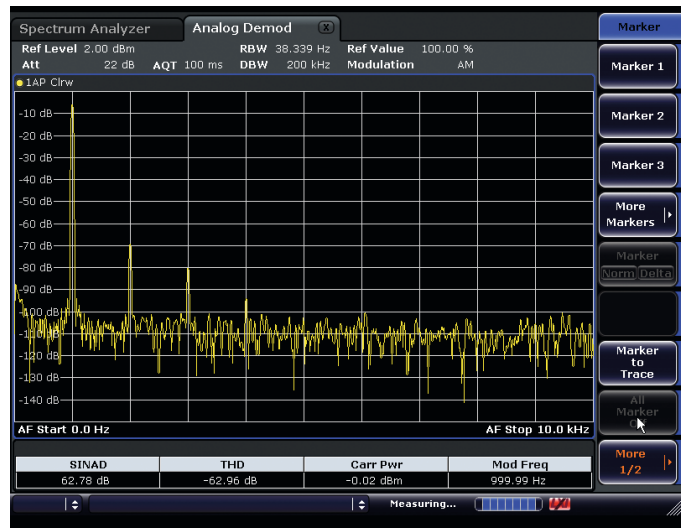 Spectrum Analyzer Analog Demod X Marker
Ref Level 2.00 dBm RBW 38.339 Hz Ref Value 100.00 %
Att 22 dB AQT 100 ms DBW 200 kHz Modulation AM
1AP Clrw
Marker 1
-10 dB
Marker 2
-20 dB
-30 dB
Marker 3
-40 dB
-50 dB
More Markers
-60 dB
-70 dB
Marker
Norm Delta
-80 dB
-90 dB
-100 dB
-110 dB
-120 dB
Marker to Trace
-130 dB
-140 dB
All Marker
AF Start 0.0 Hz AF Stop 10.0 kHz
More 1/2
SINAD THD Carr Pwr Mod Freq
62.78 dB -62.96 dB -0.02 dBm 999.99 Hz
Measuring...